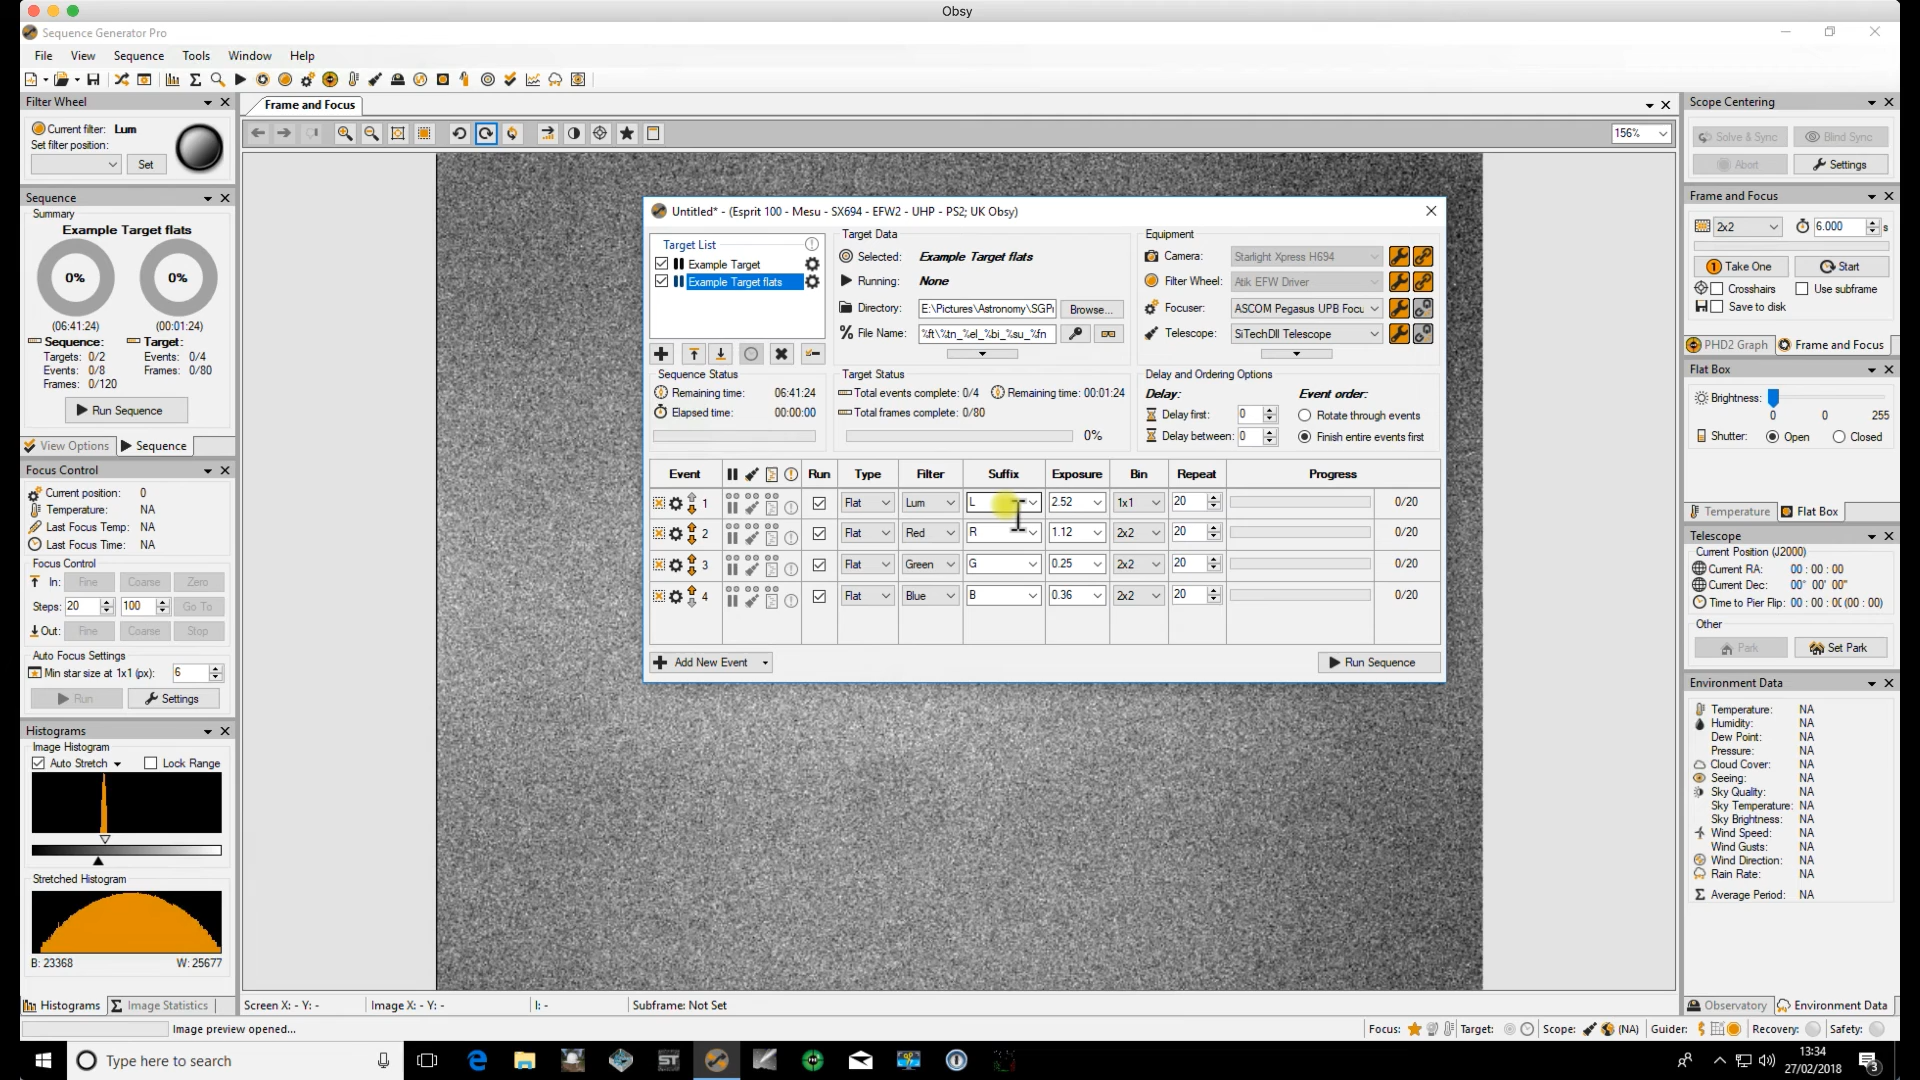 Obsy
Sequence Generator Pro
File View Sequence Tools Window Help
Filter Wheel
Current filter: Lum
Set filter position:
Set
Sequence
Summary
Example Target flats
0% 0%
(06:41:24) (00:01:24)
Sequence: Target:
Targets: 0/2 Events: 0/4
Events: 0/8 Frames: 0/80
Frames: 0/120
Run Sequence
View Options Sequence
Focus Control
Current position: 0
Temperature: NA
Last Focus Temp: NA
Last Focus Time: NA
Focus Control
In: Fine Coarse Zero
Steps: 20 100 Go To
Out: Fine Coarse Stop
Auto Focus Settings
Min star size at 1x1 (px): 6
Run Settings
Histograms
Image Histogram
Auto Stretch Lock Range
Stretched Histogram
B: 23368 W: 25677
Histograms Image Statistics
Frame and Focus
156%
Untitled* - (Esprit 100 - Mesu - SX694 - EFW2 - UHP - PS2; UK Obsy)
Target List
Example Target
Example Target flats
Target Data
Selected: Example Target flats
Running: None
Directory: E:\Pictures\Astronomy\SGPr Browse...
File Name: %ft\%tn_%el_%bi_%su_%fn
Equipment
Camera: Starlight Xpress H694
Filter Wheel: Atik EFW Driver
Focuser: ASCOM Pegasus UPB Focu
Telescope: SiTechDll Telescope
Sequence Status
Remaining time: 06:41:24
Elapsed time: 00:00:00
Target Status
Total events complete: 0/4 Remaining time: 00:01:24
Total frames complete: 0/80
0%
Delay and Ordering Options
Delay: Event order:
Delay first: 0 Rotate through events
Delay between: 0 Finish entire events first
Event Run Type Filter Suffix Exposure Bin Repeat Progress
1 Flat Lum L 2.52 1x1 20 0/20
2 Flat Red R 1.12 2x2 20 0/20
3 Flat Green G 0.25 2x2 20 0/20
4 Flat Blue B 0.36 2x2 20 0/20
Add New Event Run Sequence
Screen X: - Y: - Image X: - Y: - I: - Subframe: Not Set
Scope Centering
Solve & Sync Blind Sync
Abort Settings
Frame and Focus
2x2 6.000 s
Take One Start
Crosshairs Use subframe
Save to disk
PHD2 Graph Frame and Focus
Flat Box
Brightness:
0 0 255
Shutter: Open Closed
Temperature Flat Box
Telescope
Current Position (J2000)
Current RA: 00 : 00 : 00
Current Dec: 00° 00' 00"
Time to Pier Flip: 00 : 00 : 00 (00 : 00)
Other
Park Set Park
Environment Data
Temperature: NA
Humidity: NA
Dew Point: NA
Pressure: NA
Cloud Cover: NA
Seeing: NA
Sky Quality: NA
Sky Temperature: NA
Sky Brightness: NA
Wind Speed: NA
Wind Gusts: NA
Wind Direction: NA
Rain Rate: NA
Average Period: NA
Observatory Environment Data
Image preview opened...
Focus: Target: Scope: (NA) Guider: Recovery: Safety:
Type here to search
ST
13:34
27/02/2018
3